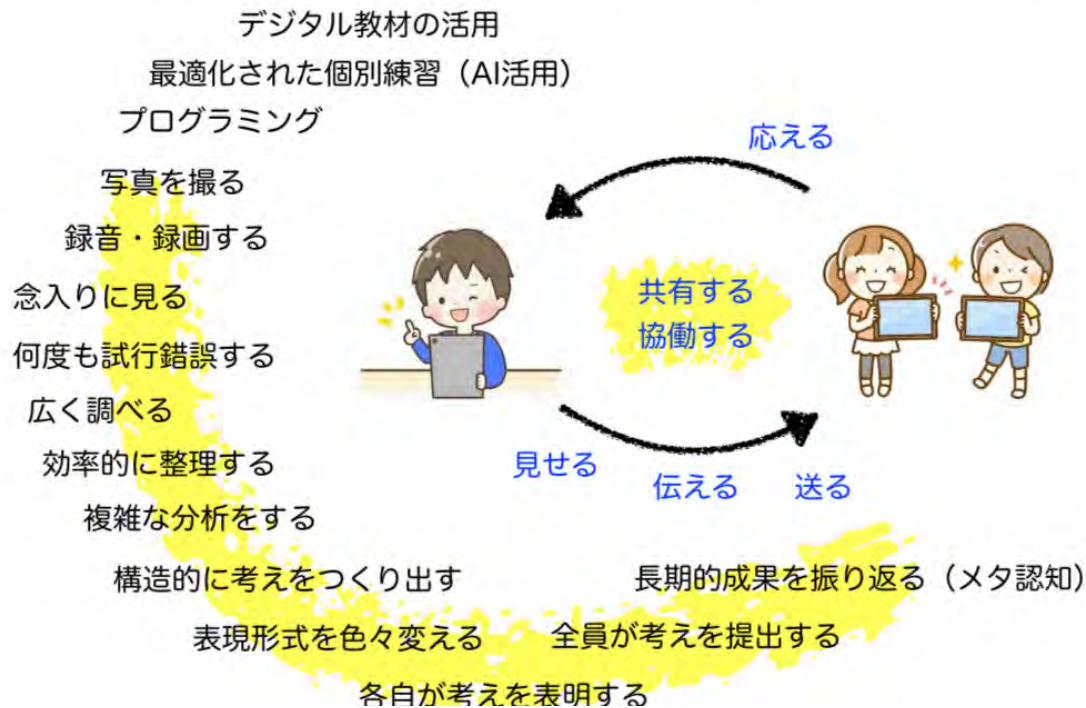 デジタル教材の活用
最適化された個別練習（AI活用）
プログラミング
写真を撮る
録音・録画する
念入りに見る
何度も試行錯誤する
広く調べる
効率的に整理する
複雑な分析をする
構造的に考えをつくり出す
表現形式を色々変える
各自が考えを表明する
全員が考えを提出する
長期的成果を振り返る（メタ認知）
応える
共有する
協働する
見せる
伝える
送る